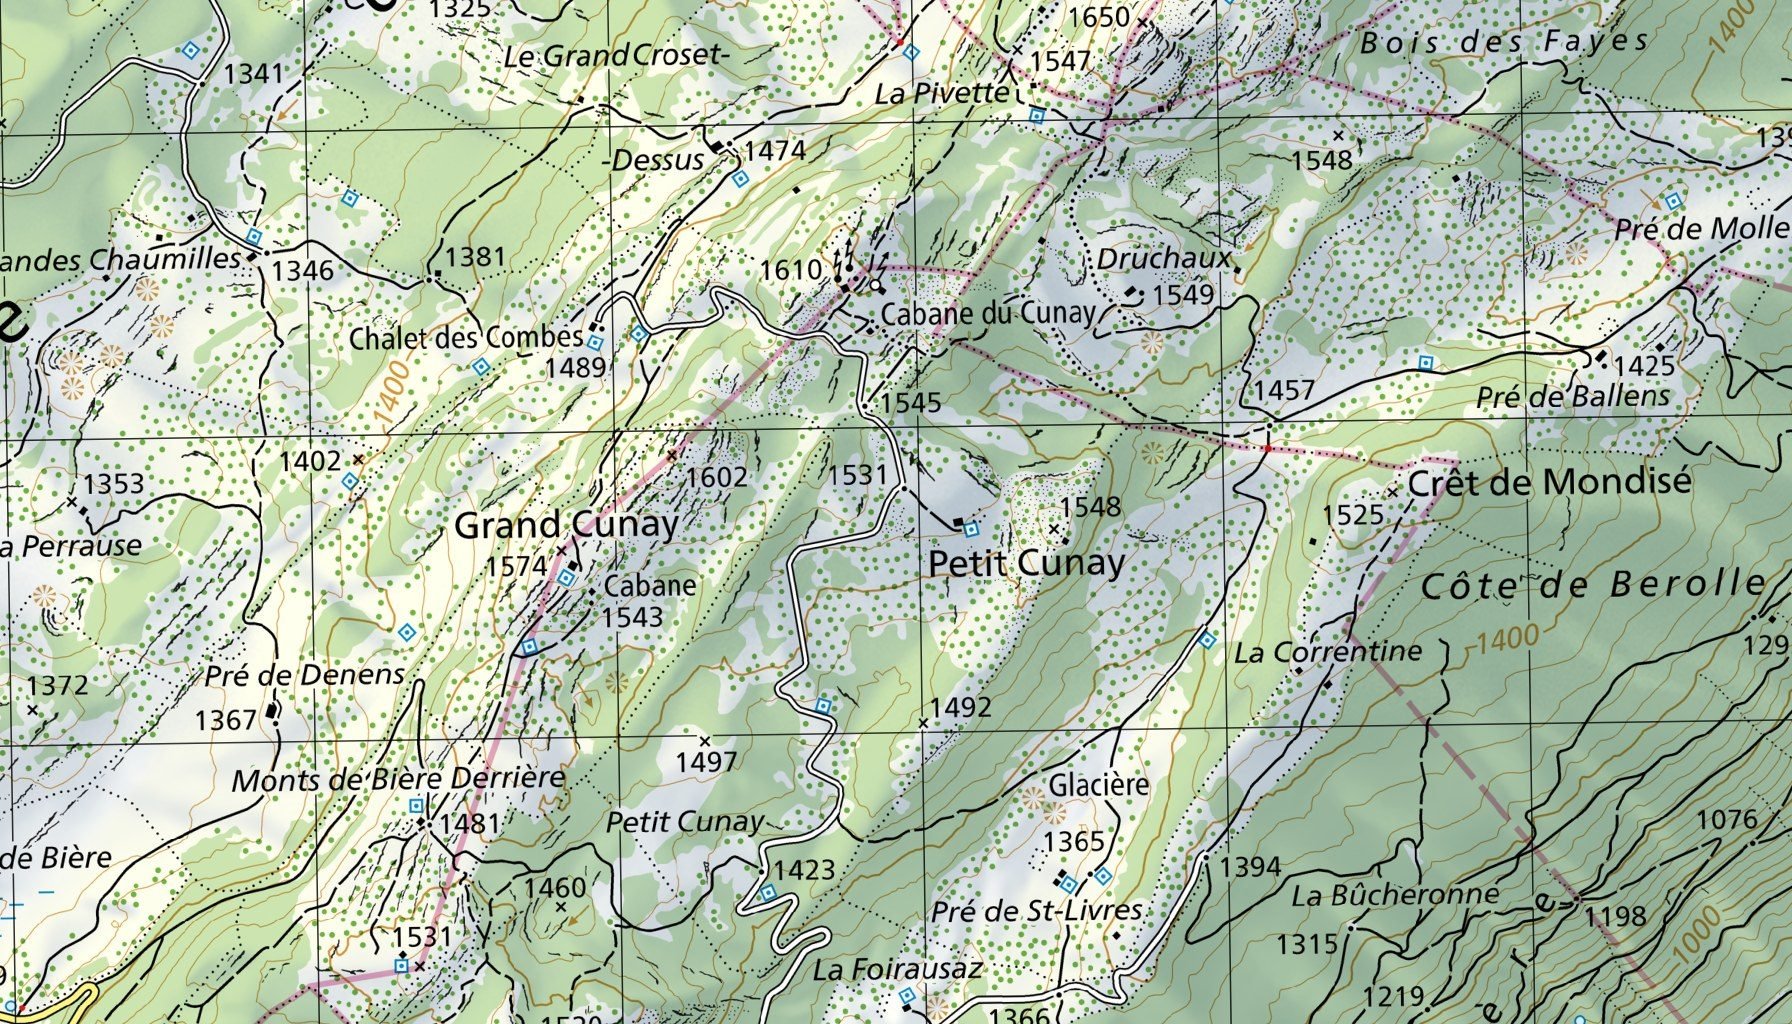 1325
1650
Le Grand Croset-
Bois des Fayes
1400
1547
1341
La Pivette
-Dessus
1474
1548
Pré de Molle
andes Chaumilles
1346
1381
1610
Druchaux
1549
Cabane du Cunay
Chalet des Combes
1489
1400
1545
1457
1425
Pré de Ballens
1402
1602
1531
1353
1548
Crêt de Mondisé
1525
Grand Cunay
1574
a Perrause
Petit Cunay
Cabane
1543
Côte de Berolle
1400
129
La Correntine
Pré de Denens
1372
1367
1492
1497
Monts de Bière Derrière
Glacière
1481
Petit Cunay
1365
1076
de Bière
1423
1394
1460
La Bûcheronne
1198
Pré de St-Livres
1531
1315
1000
La Foirausaz
1219
1366